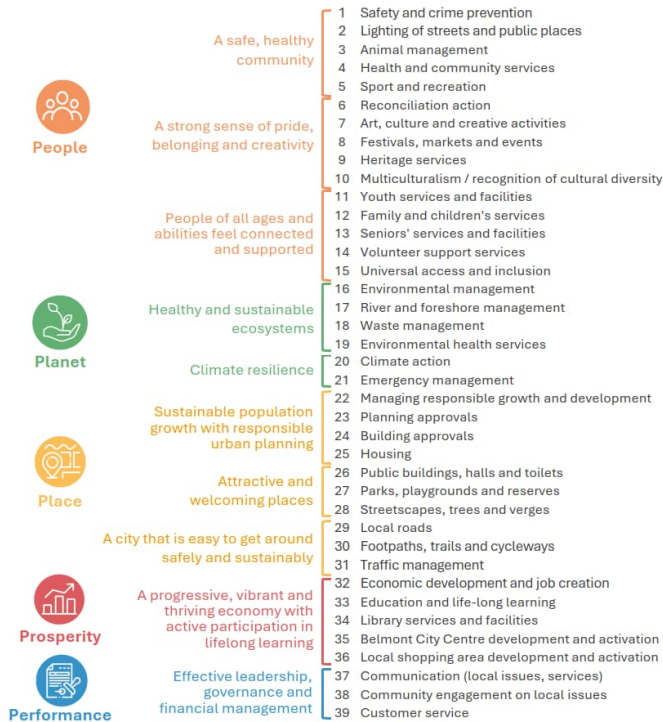 People
A safe, healthy
community
1 Safety and crime prevention
2 Lighting of streets and public places
3 Animal management
4 Health and community services
5 Sport and recreation
A strong sense of pride,
belonging and creativity
6 Reconciliation action
7 Art, culture and creative activities
8 Festivals, markets and events
9 Heritage services
10 Multiculturalism / recognition of cultural diversity
People of all ages and
abilities feel connected
and supported
11 Youth services and facilities
12 Family and children's services
13 Seniors' services and facilities
14 Volunteer support services
15 Universal access and inclusion
Planet
Healthy and sustainable
ecosystems
16 Environmental management
17 River and foreshore management
18 Waste management
19 Environmental health services
Climate resilience
20 Climate action
21 Emergency management
Place
Sustainable population
growth with responsible
urban planning
22 Managing responsible growth and development
23 Planning approvals
24 Building approvals
25 Housing
Attractive and
welcoming places
26 Public buildings, halls and toilets
27 Parks, playgrounds and reserves
28 Streetscapes, trees and verges
A city that is easy to get around
safely and sustainably
29 Local roads
30 Footpaths, trails and cycleways
31 Traffic management
Prosperity
A progressive, vibrant and
thriving economy with
active participation in
lifelong learning
32 Economic development and job creation
33 Education and life-long learning
34 Library services and facilities
35 Belmont City Centre development and activation
36 Local shopping area development and activation
Performance
Effective leadership,
governance and
financial management
37 Communication (local issues, services)
38 Community engagement on local issues
39 Customer service